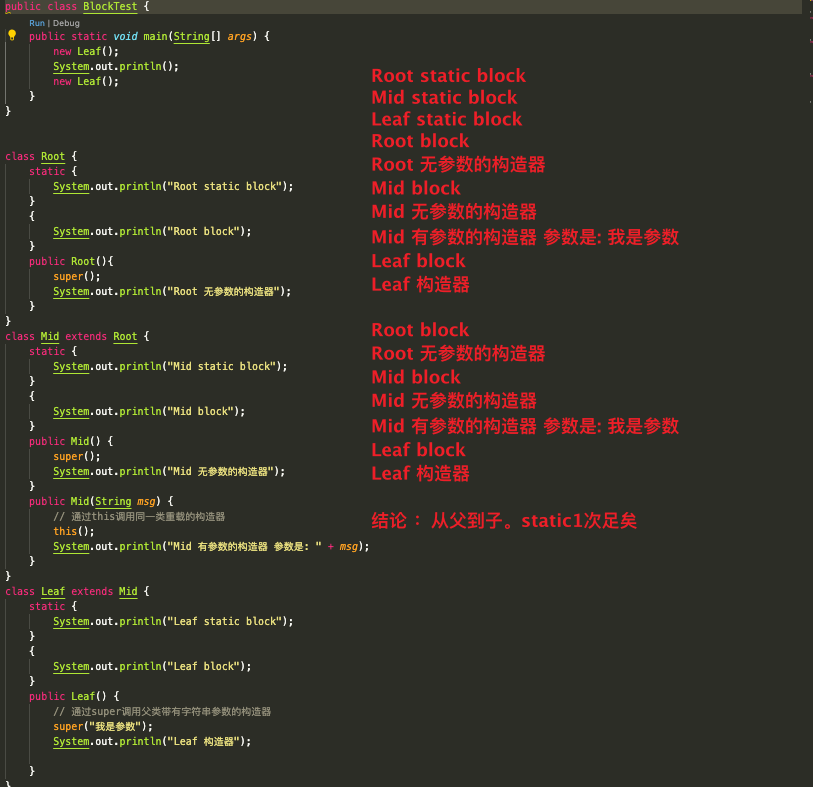 public class BlockTest {
Run | Debug
public static void main(String[] args) {
new Leaf();
System.out.println();
new Leaf();
}
}
class Root {
static {
System.out.println("Root static block");
}
{
System.out.println("Root block");
}
public Root(){
super();
System.out.println("Root 无参数的构造器");
}
}
class Mid extends Root {
static {
System.out.println("Mid static block");
}
{
System.out.println("Mid block");
}
public Mid() {
super();
System.out.println("Mid 无参数的构造器");
}
public Mid(String msg) {
// 通过this调用同一类重载的构造器
this();
System.out.println("Mid 有参数的构造器 参数是: " + msg);
}
}
class Leaf extends Mid {
static {
System.out.println("Leaf static block");
}
{
System.out.println("Leaf block");
}
public Leaf() {
// 通过super调用父类带有字符串参数的构造器
super("我是参数");
System.out.println("Leaf 构造器");
}
}
Root static block
Mid static block
Leaf static block
Root block
Root 无参数的构造器
Mid block
Mid 无参数的构造器
Mid 有参数的构造器 参数是: 我是参数
Leaf block
Leaf 构造器
Root block
Root 无参数的构造器
Mid block
Mid 无参数的构造器
Mid 有参数的构造器 参数是: 我是参数
Leaf block
Leaf 构造器
结论 ： 从父到子。static1次足矣